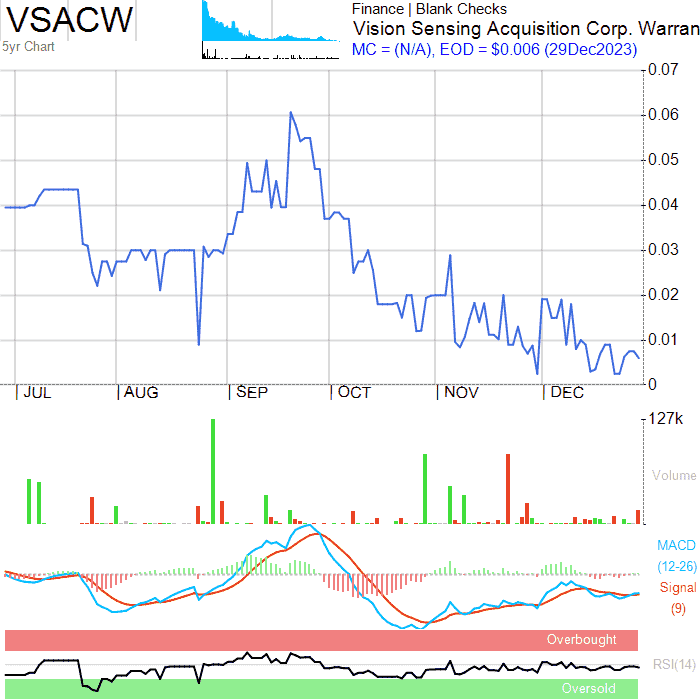 VSACW
5yr Chart
Finance | Blank Checks
Vision Sensing Acquisition Corp. Warran
MC = (N/A), EOD = $0.006 (29Dec2023)
0.07
0.06
0.05
0.04
0.03
0.02
0.01
0
JUL AUG SEP OCT NOV DEC
127k
Volume
MACD
(12-26)
Signal
(9)
Overbought
RSI(14)
Oversold